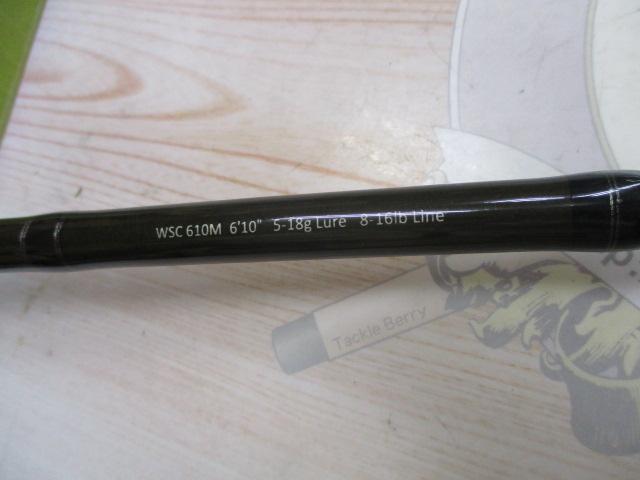 WSC 610M 6'10" 5-18g Lure 8-16lb Line
Tackle Berry